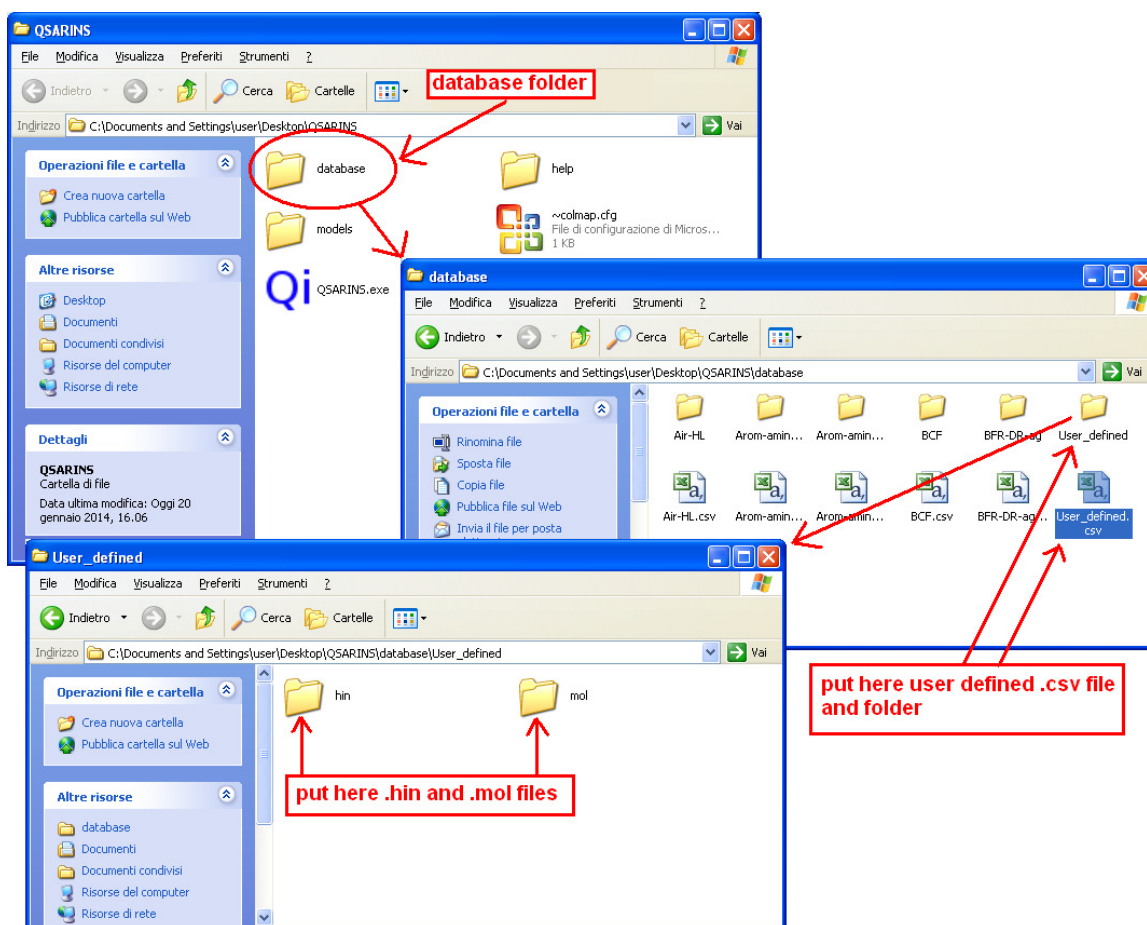 QSARINS
File Modifica Visualizza Preferiti Strumenti ?
Indietro Cerca Cartelle
database folder
Indirizzo C:\Documents and Settings\user\Desktop\QSARINS Vai
Operazioni file e cartella
Crea nuova cartella
Pubblica cartella sul Web
Altre risorse
Desktop
Documenti
Documenti condivisi
Risorse del computer
Risorse di rete
Dettagli
QSARINS
Cartella di file
Data ultima modifica: Oggi 20
gennaio 2014, 16.06
database
help
models
~colmap.cfg
File di configurazione di Micros...
1 KB
Qi QSARINS.exe
database
File Modifica Visualizza Preferiti Strumenti ?
Indietro Cerca Cartelle
Indirizzo C:\Documents and Settings\user\Desktop\QSARINS\database Vai
Operazioni file e cartella
Rinomina file
Sposta file
Copia file
Pubblica file sul Web
Invia il file per posta
Air-HL Arom-amin... Arom-amin... BCF BFR-DR-ag User_defined
Air-HL.csv Arom-amin... Arom-amin... BCF.csv BFR-DR-ag... User_defined.
csv
put here user defined .csv file
and folder
User_defined
File Modifica Visualizza Preferiti Strumenti ?
Indietro Cerca Cartelle
Indirizzo C:\Documents and Settings\user\Desktop\QSARINS\database\User_defined Vai
Operazioni file e cartella
Crea nuova cartella
Pubblica cartella sul Web
Altre risorse
database
Documenti
Documenti condivisi
Risorse del computer
Risorse di rete
hin
mol
put here .hin and .mol files